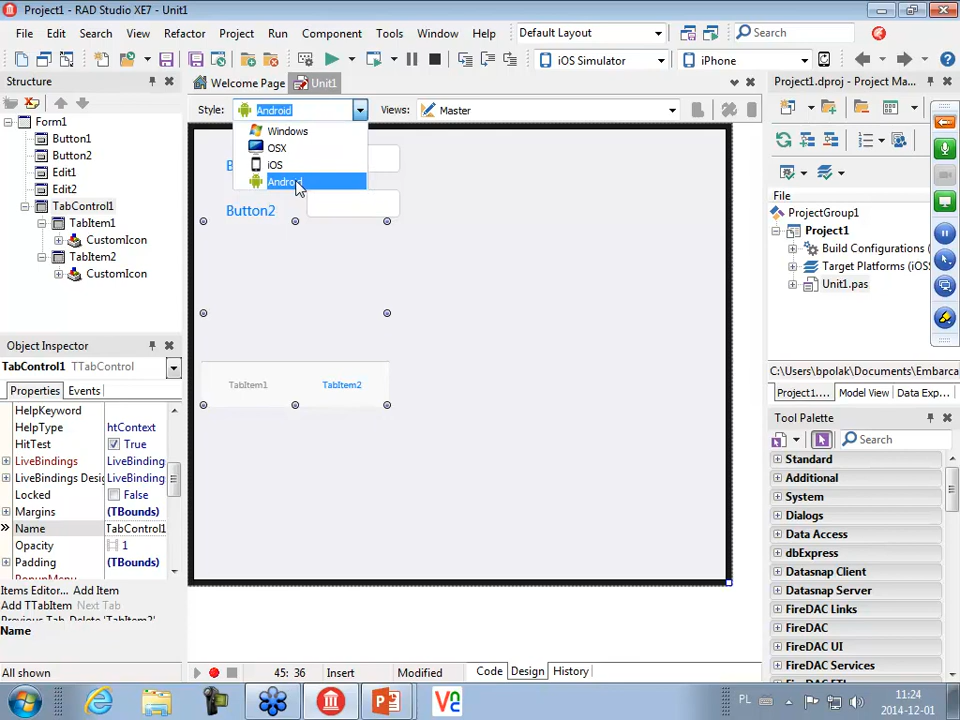 Project1 - RAD Studio XE7 - Unit1
File Edit Search View Refactor Project Run Component Tools Window Help
Default Layout
Search
iOS Simulator
iPhone
Structure
Form1
Button1
Button2
Edit1
Edit2
TabControl1
TabItem1
CustomIcon
TabItem2
CustomIcon
Object Inspector
TabControl1 TTabControl
Properties Events
HelpKeyword
HelpType htContext
HitTest True
LiveBindings LiveBinding
LiveBindings Desi LiveBinding
Locked False
Margins (TBounds)
Name TabControl1
Opacity 1
Padding (TBounds)
Items Editor... Add Item
Add TTabItem Next Tab
Previous Tab Delete 'TabItem2'
Name
All shown
Welcome Page Unit1
Style: Android Views: Master
Windows
OSX
iOS
Android
B
Button2
TabItem1 TabItem2
45: 36 Insert Modified Code Design History
Project1.dproj - Project Ma...
File
ProjectGroup1
Project1
Build Configurations (
Target Platforms (iOS
Unit1.pas
C:\Users\bpolak\Documents\Embarca
Project1.... Model View Data Exp...
Tool Palette
Search
Standard
Additional
System
Dialogs
Data Access
dbExpress
Datasnap Client
Datasnap Server
FireDAC Links
FireDAC
FireDAC UI
FireDAC Services
PL
11:24
2014-12-01